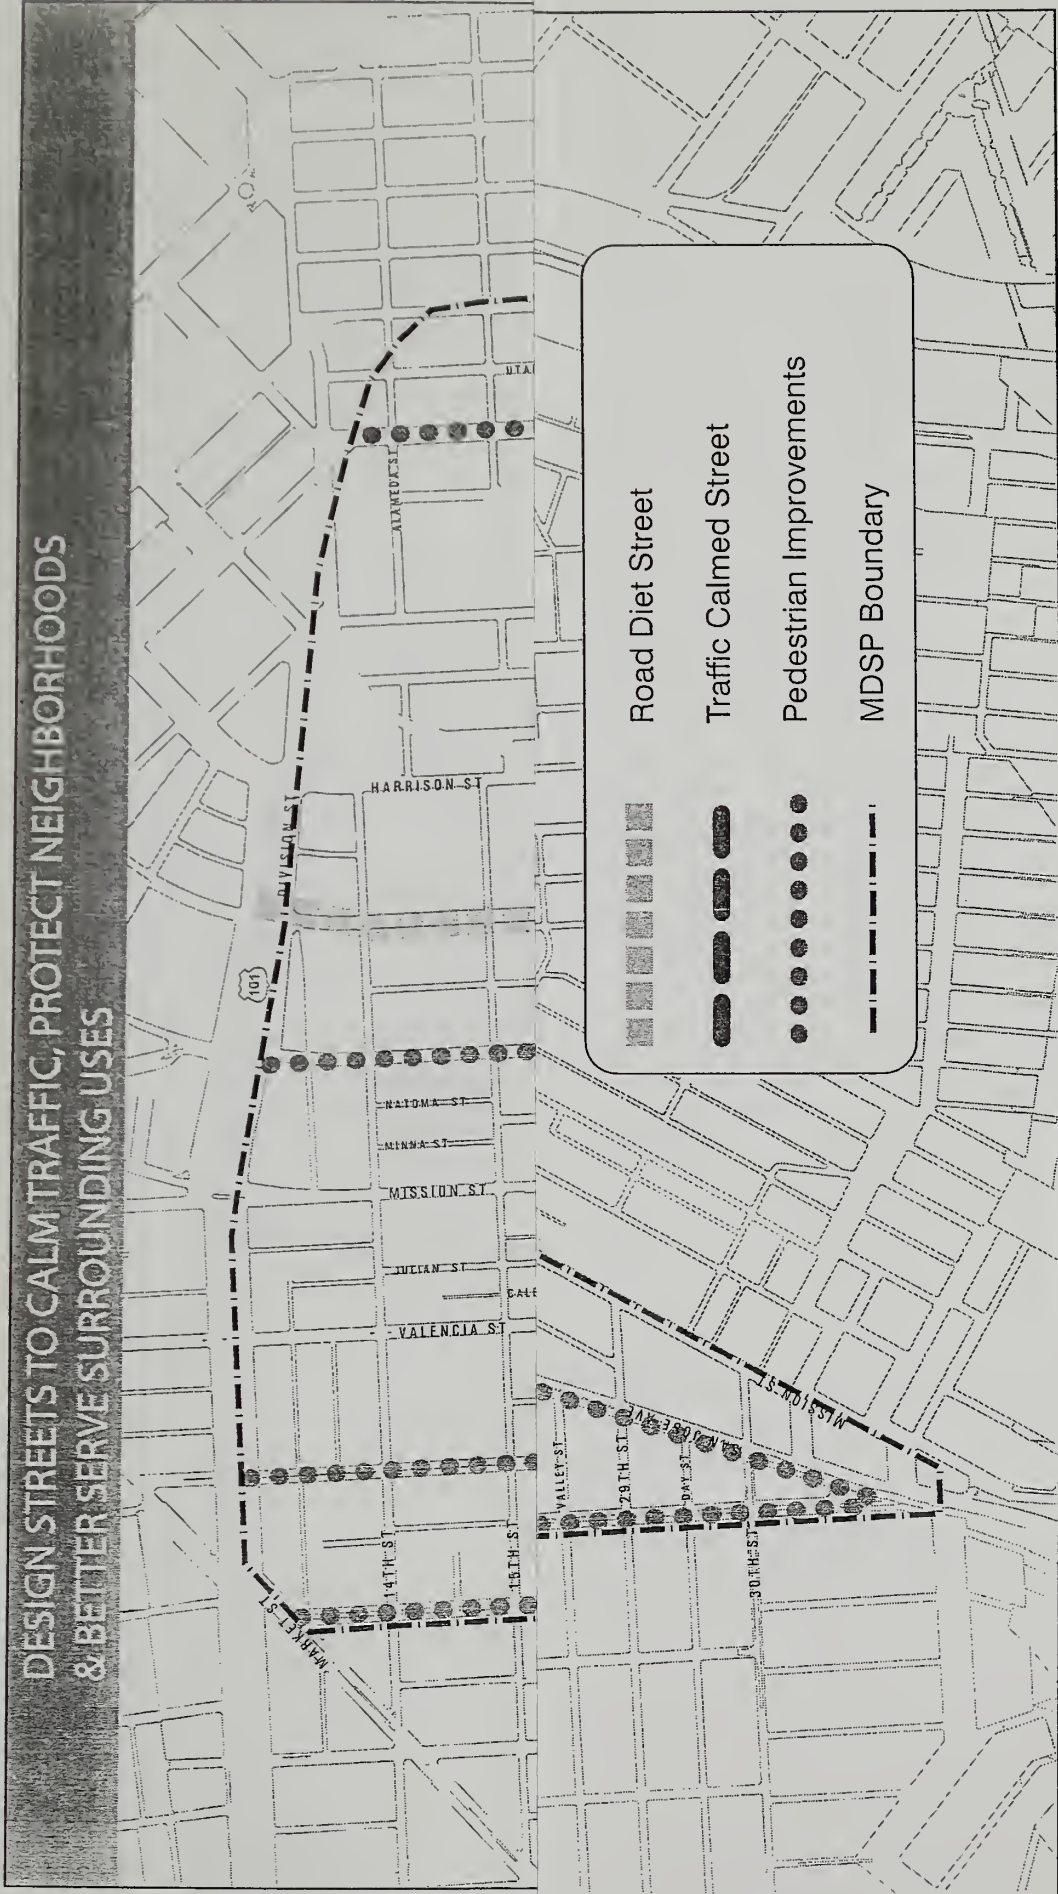 DESIGN STREETS TO CALM TRAFFIC, PROTECT NEIGHBORHOODS
& BETTER SERVE SURROUNDING USES
MARKET ST
14TH ST
15TH ST
VALENCIA ST
JULIAN ST
MISSION ST
MINNA ST
NATOMA ST
101
DIVISION ST
HARRISON ST
ALAMEDA ST
UTA
CALE
VALLEY ST
29TH ST
DAY ST
30TH ST
SAN JOSE AVE
MISSION ST
Road Diet Street
Traffic Calmed Street
Pedestrian Improvements
MDSP Boundary